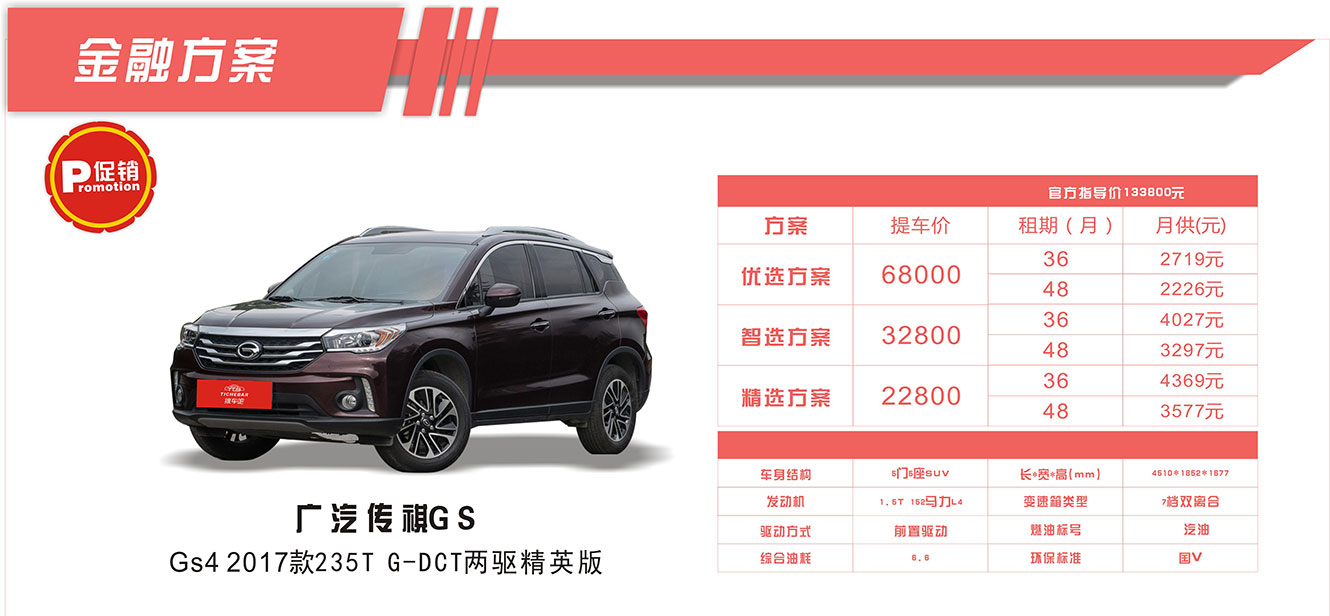 金融方案
P促销
romotion
TICHEBAR
提车吧
广汽传祺GS
Gs4 2017款235T G-DCT两驱精英版
官方指导价133800元
方案 提车价 租期（月） 月供(元)
优选方案 68000 36 2719元
48 2226元
智选方案 32800 36 4027元
48 3297元
精选方案 22800 36 4369元
48 3577元
车身结构 5门5座SUV 长*宽*高(mm) 4510*1852*1677
发动机 1.5T 152马力L4 变速箱类型 7档双离合
驱动方式 前置驱动 燃油标号 汽油
综合油耗 6.6 环保标准 国V